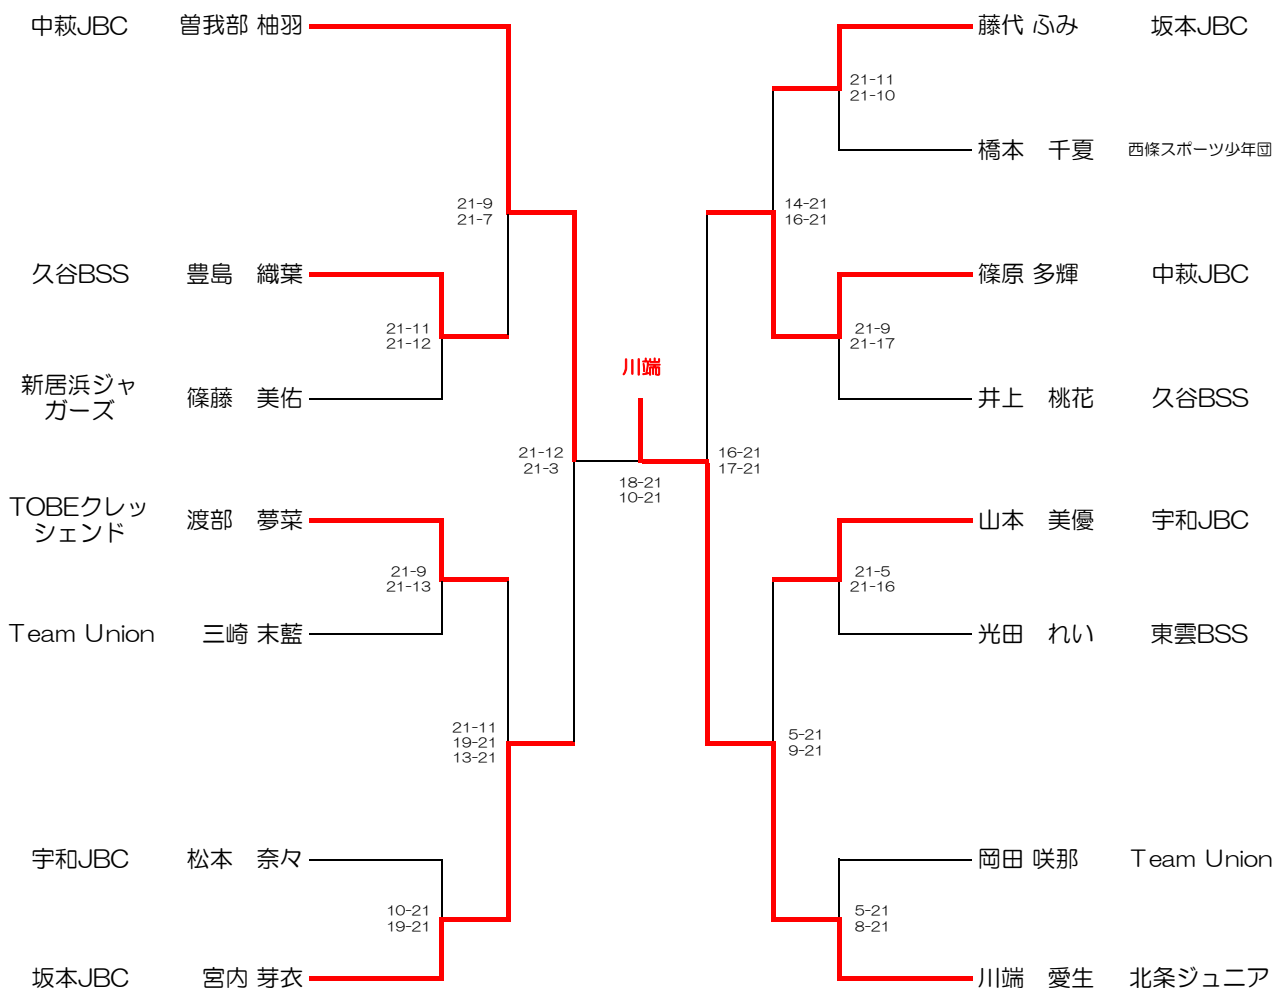 中萩JBC 曽我部 柚羽
藤代 ふみ 坂本JBC
21-11
21-10
橋本 千夏 西條スポーツ少年団
21-9
21-7
14-21
16-21
久谷BSS 豊島 織葉
篠原 多輝 中萩JBC
21-11
21-12
21-9
21-17
川端
新居浜ジャ
ガーズ
篠藤 美佑
井上 桃花 久谷BSS
21-12
21-3
16-21
17-21
18-21
10-21
TOBEクレッ
シェンド
渡部 夢菜
山本 美優 宇和JBC
21-9
21-13
21-5
21-16
Team Union 三崎 末藍
光田 れい 東雲BSS
21-11
19-21
13-21
5-21
9-21
宇和JBC 松本 奈々
岡田 咲那 Team Union
10-21
19-21
5-21
8-21
坂本JBC 宮内 芽衣
川端 愛生 北条ジュニア